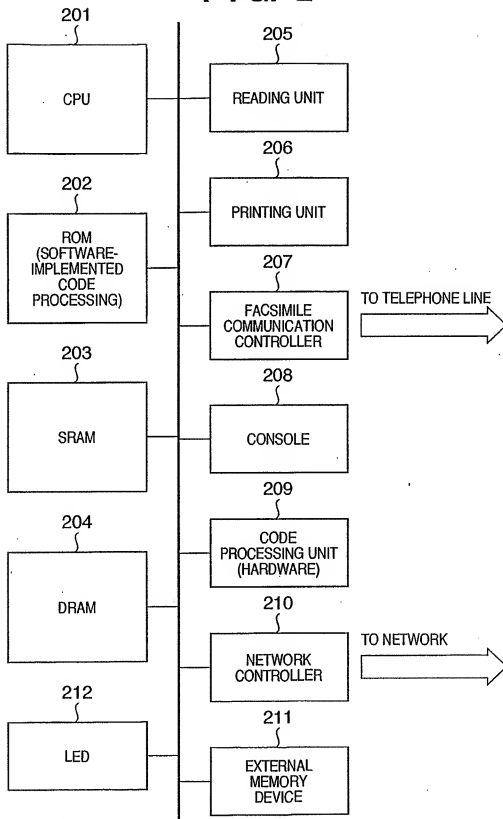 201
CPU
202
ROM
(SOFTWARE-
IMPLEMENTED
CODE
PROCESSING)
203
SRAM
204
DRAM
212
LED
205
READING UNIT
206
PRINTING UNIT
207
FACSIMILE
COMMUNICATION
CONTROLLER
TO TELEPHONE LINE
208
CONSOLE
209
CODE
PROCESSING UNIT
(HARDWARE)
210
NETWORK
CONTROLLER
TO NETWORK
211
EXTERNAL
MEMORY
DEVICE